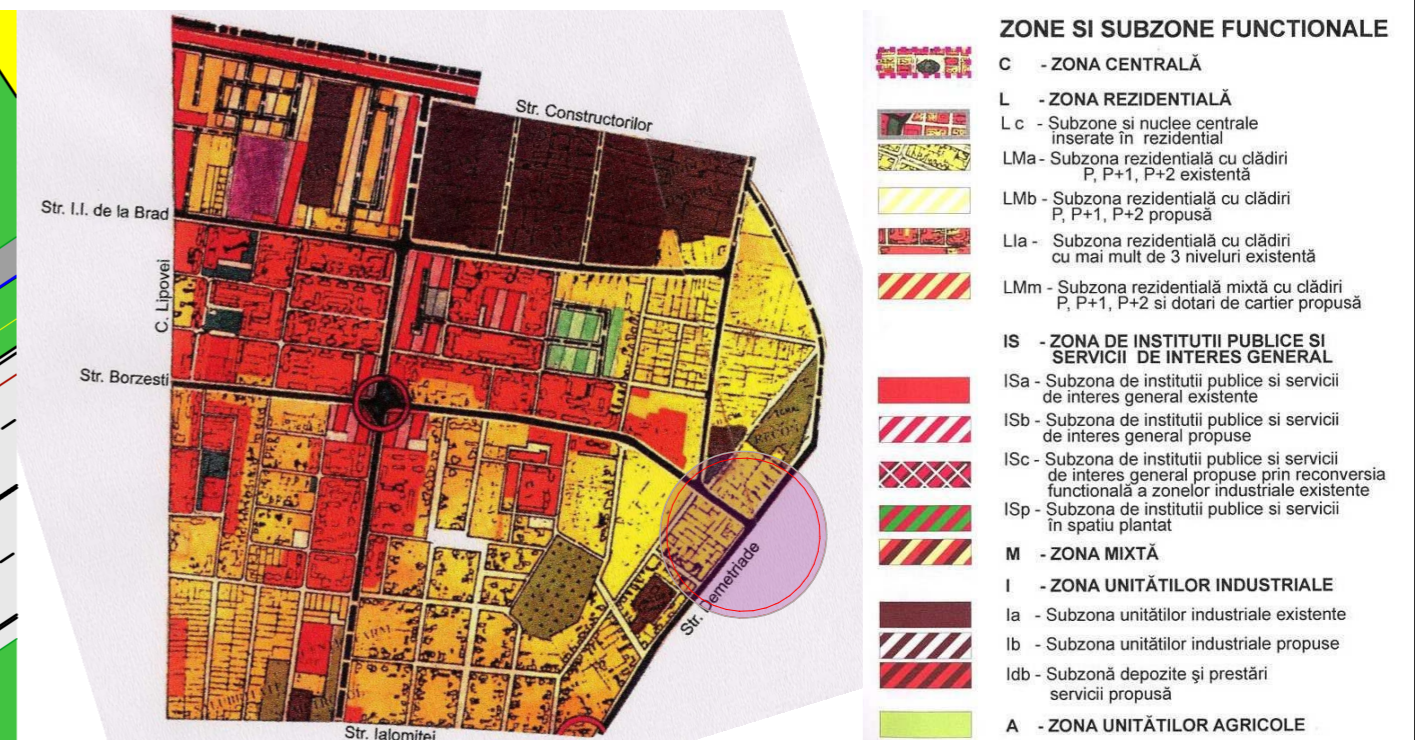 Str. Constructorilor
Str. I.I. de la Brad
C. Lipovei
Str. Borzesti
Str. Demetriade
Str. Ialomitei
RECON
ZONE SI SUBZONE FUNCTIONALE
C - ZONA CENTRALĂ
L - ZONA REZIDENTIALĂ
L c - Subzone si nuclee centrale
inserate în rezidential
LMa - Subzona rezidentială cu clădiri
P, P+1, P+2 existentă
LMb - Subzona rezidentială cu clădiri
P, P+1, P+2 propusă
LIa - Subzona rezidentială cu clădiri
cu mai mult de 3 niveluri existentă
LMm - Subzona rezidentială mixtă cu clădiri
P, P+1, P+2 si dotari de cartier propusă
IS - ZONA DE INSTITUTII PUBLICE SI
SERVICII DE INTERES GENERAL
ISa - Subzona de institutii publice si servicii
de interes general existente
ISb - Subzona de institutii publice si servicii
de interes general propuse
ISc - Subzona de institutii publice si servicii
de interes general propuse prin reconversia
functională a zonelor industriale existente
ISp - Subzona de institutii publice si servicii
în spatiu plantat
M - ZONA MIXTĂ
I - ZONA UNITĂTILOR INDUSTRIALE
Ia - Subzona unitătilor industriale existente
Ib - Subzona unitătilor industriale propuse
Idb - Subzonă depozite şi prestări
servicii propusă
A - ZONA UNITĂTILOR AGRICOLE